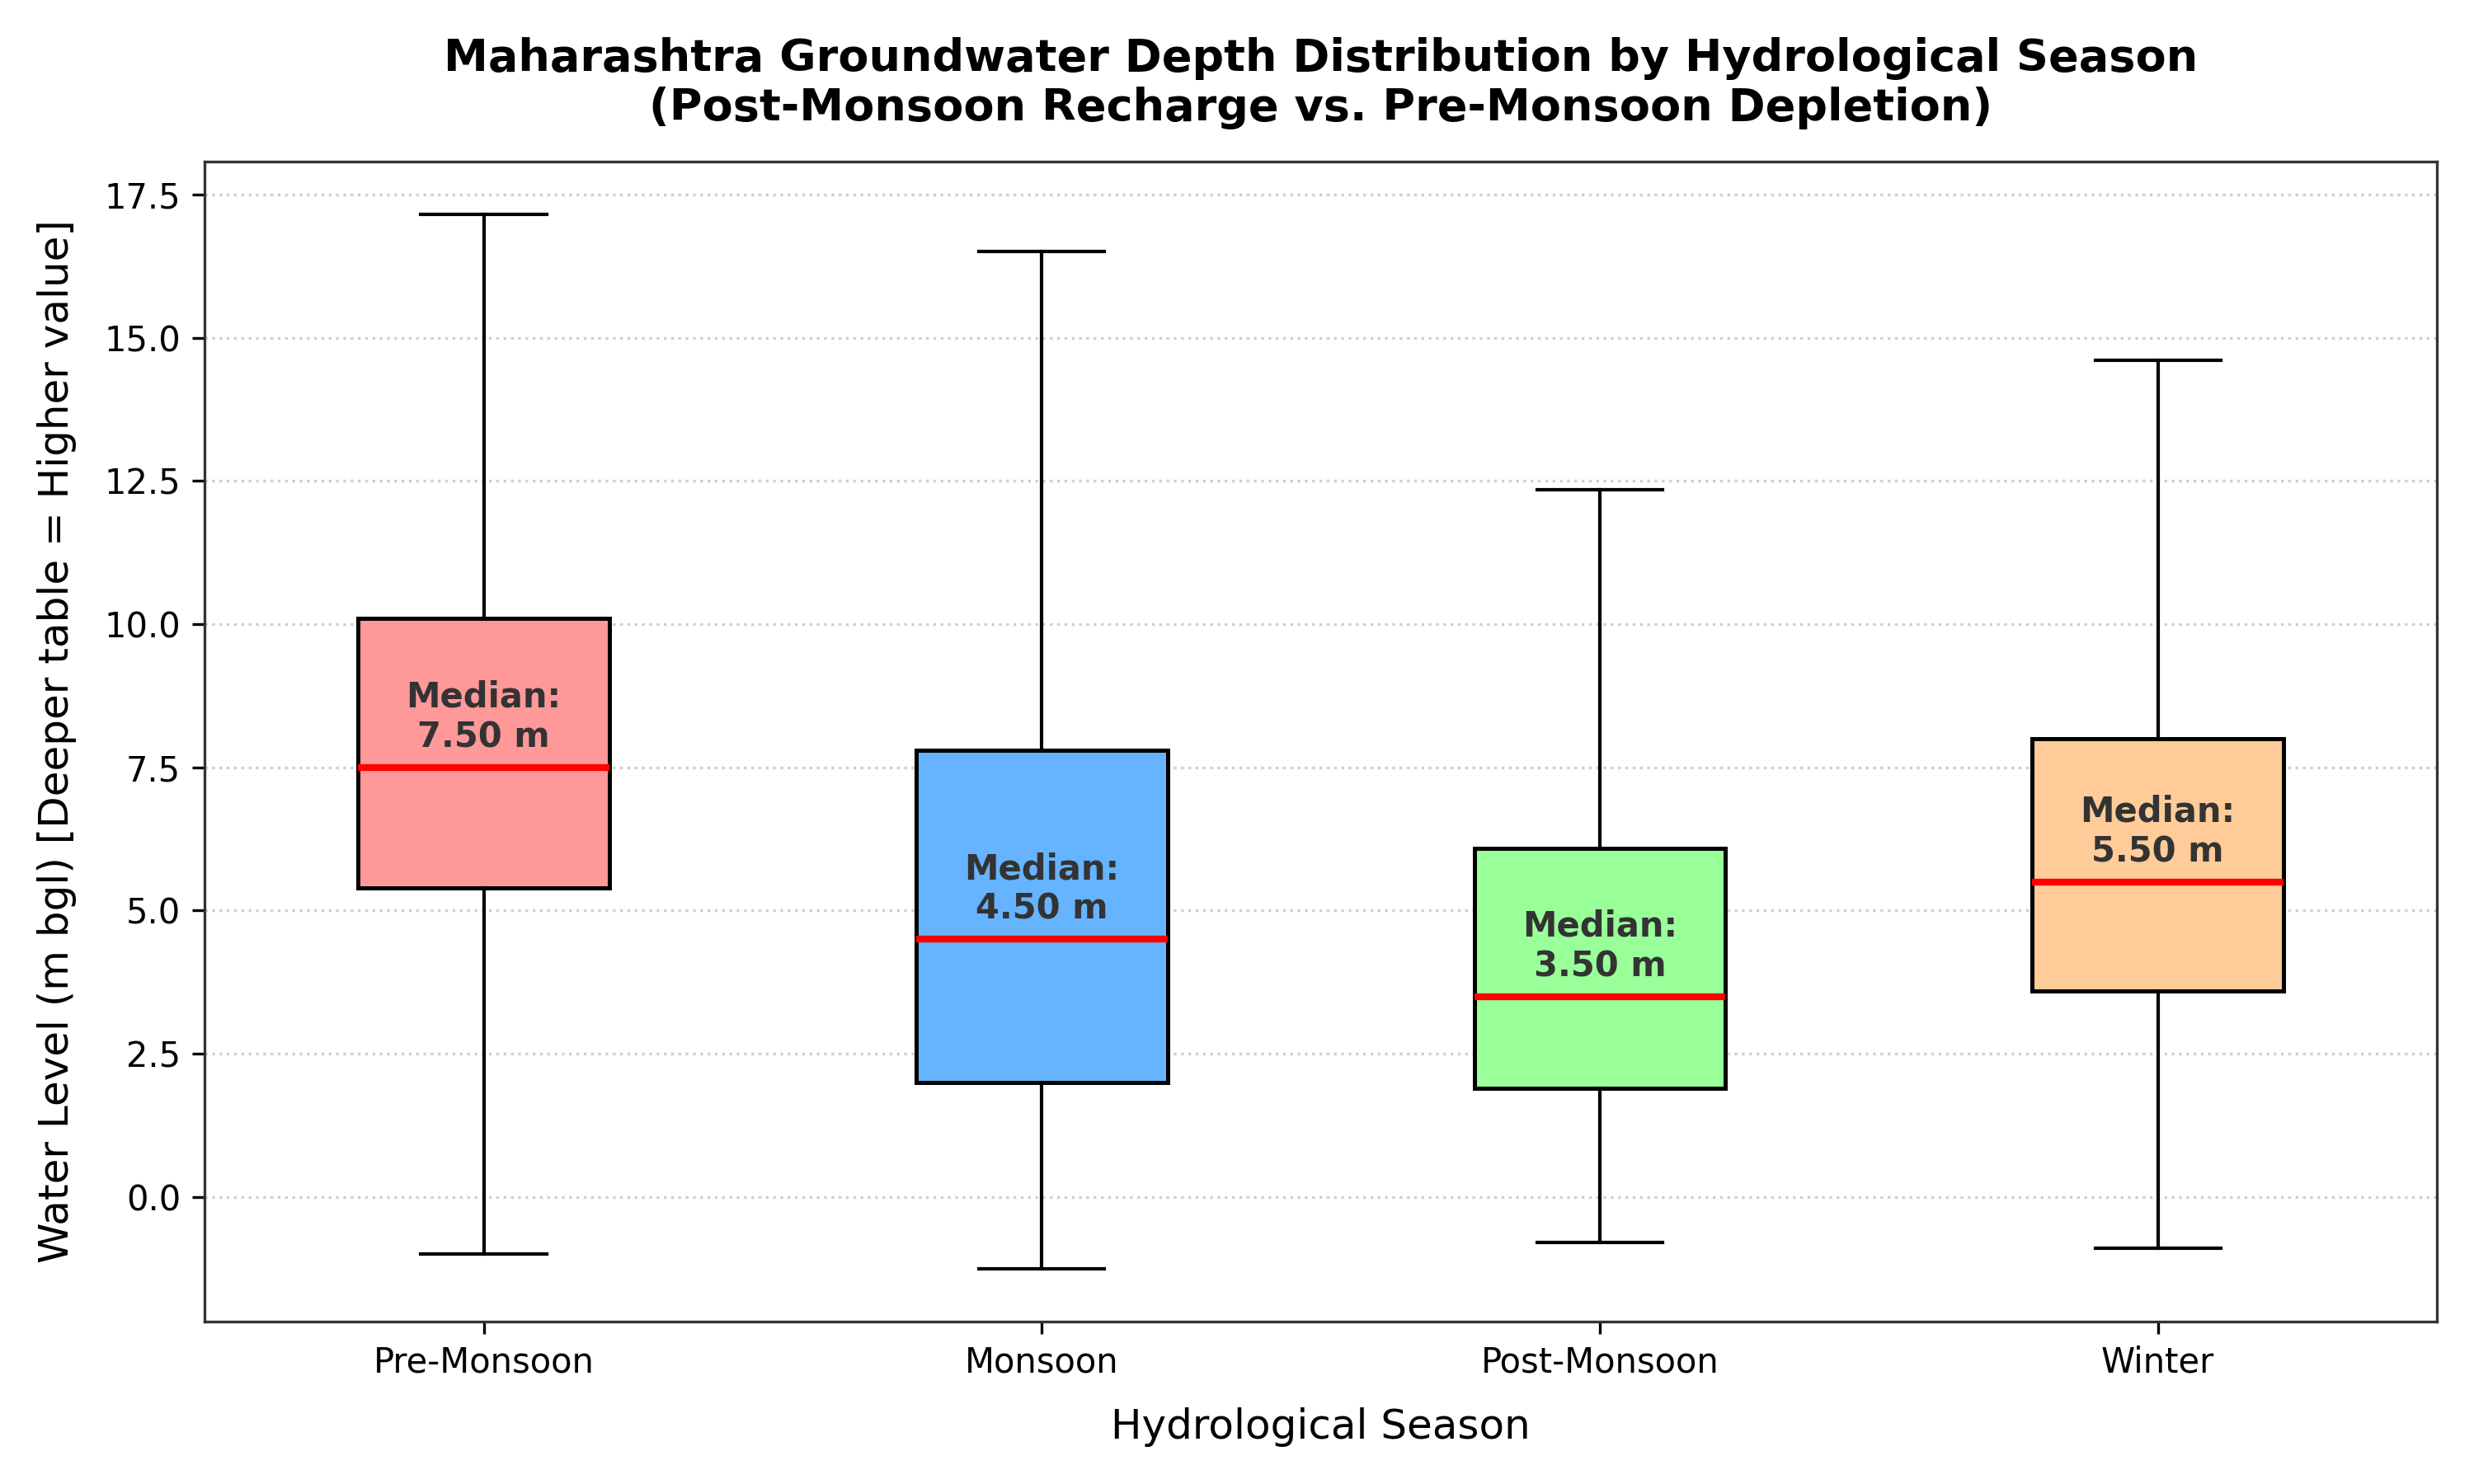 Maharashtra Groundwater Depth Distribution by Hydrological Season
(Post-Monsoon Recharge vs. Pre-Monsoon Depletion)
Water Level (m bgl) [Deeper table = Higher value]
17.5
15.0
12.5
10.0
7.5
5.0
2.5
0.0
Median:
7.50 m
Median:
4.50 m
Median:
3.50 m
Median:
5.50 m
Pre-Monsoon
Monsoon
Post-Monsoon
Winter
Hydrological Season